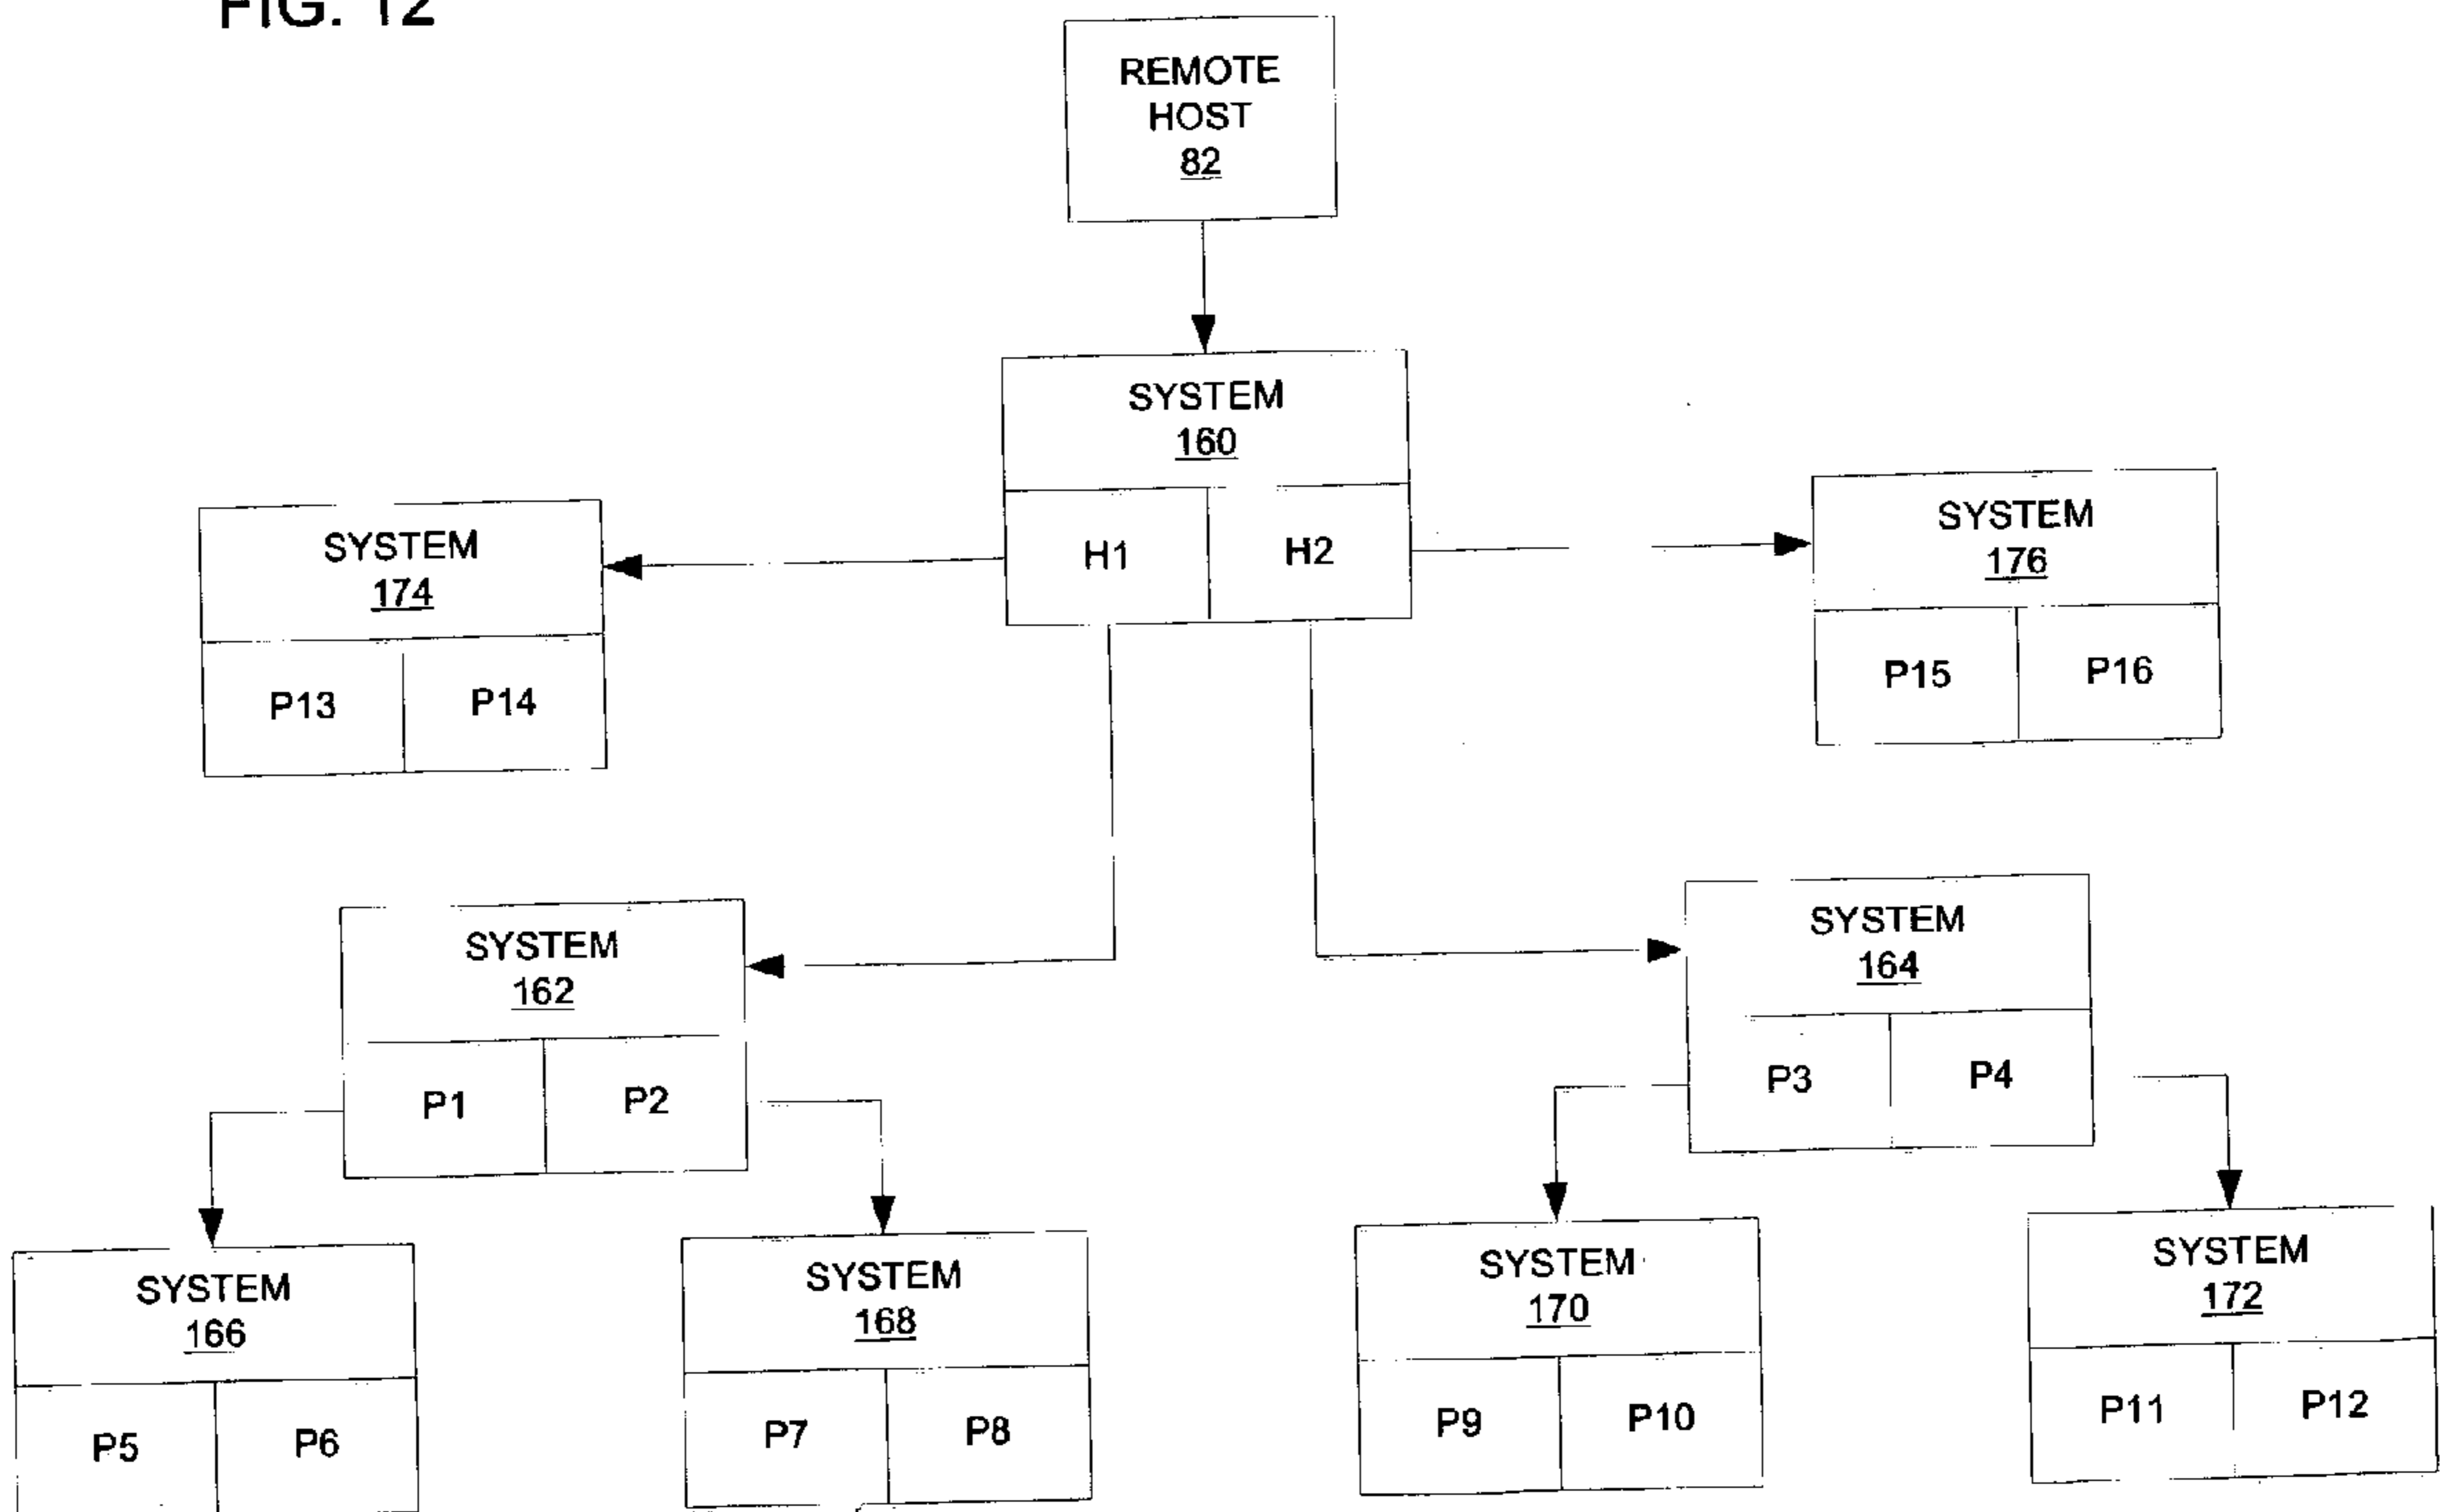 FIG. 12
REMOTE
HOST
82
SYSTEM
160
H1
H2
SYSTEM
174
P13
P14
SYSTEM
176
P15
P16
SYSTEM
162
P1
P2
SYSTEM
164
P3
P4
SYSTEM
166
P5
P6
SYSTEM
168
P7
P8
SYSTEM
170
P9
P10
SYSTEM
172
P11
P12